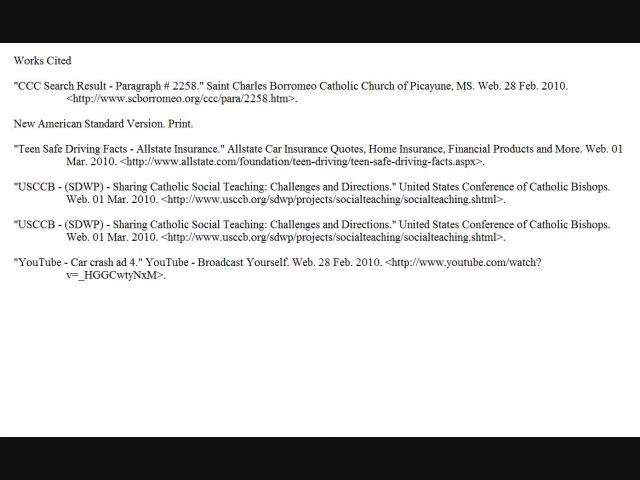 Works Cited
"CCC Search Result - Paragraph # 2258." Saint Charles Borromeo Catholic Church of Picayune, MS. Web. 28 Feb. 2010.
<http://www.scborromeo.org/ccc/para/2258.htm>.
New American Standard Version. Print.
"Teen Safe Driving Facts - Allstate Insurance." Allstate Car Insurance Quotes, Home Insurance, Financial Products and More. Web. 01
Mar. 2010. <http://www.allstate.com/foundation/teen-driving/teen-safe-driving-facts.aspx>.
"USCCB - (SDWP) - Sharing Catholic Social Teaching: Challenges and Directions." United States Conference of Catholic Bishops.
Web. 01 Mar. 2010. <http://www.usccb.org/sdwp/projects/socialteaching/socialteaching.shtml>.
"USCCB - (SDWP) - Sharing Catholic Social Teaching: Challenges and Directions." United States Conference of Catholic Bishops.
Web. 01 Mar. 2010. <http://www.usccb.org/sdwp/projects/socialteaching/socialteaching.shtml>.
"YouTube - Car crash ad 4." YouTube - Broadcast Yourself. Web. 28 Feb. 2010. <http://www.youtube.com/watch?
v=_HGGCwtyNxM>.